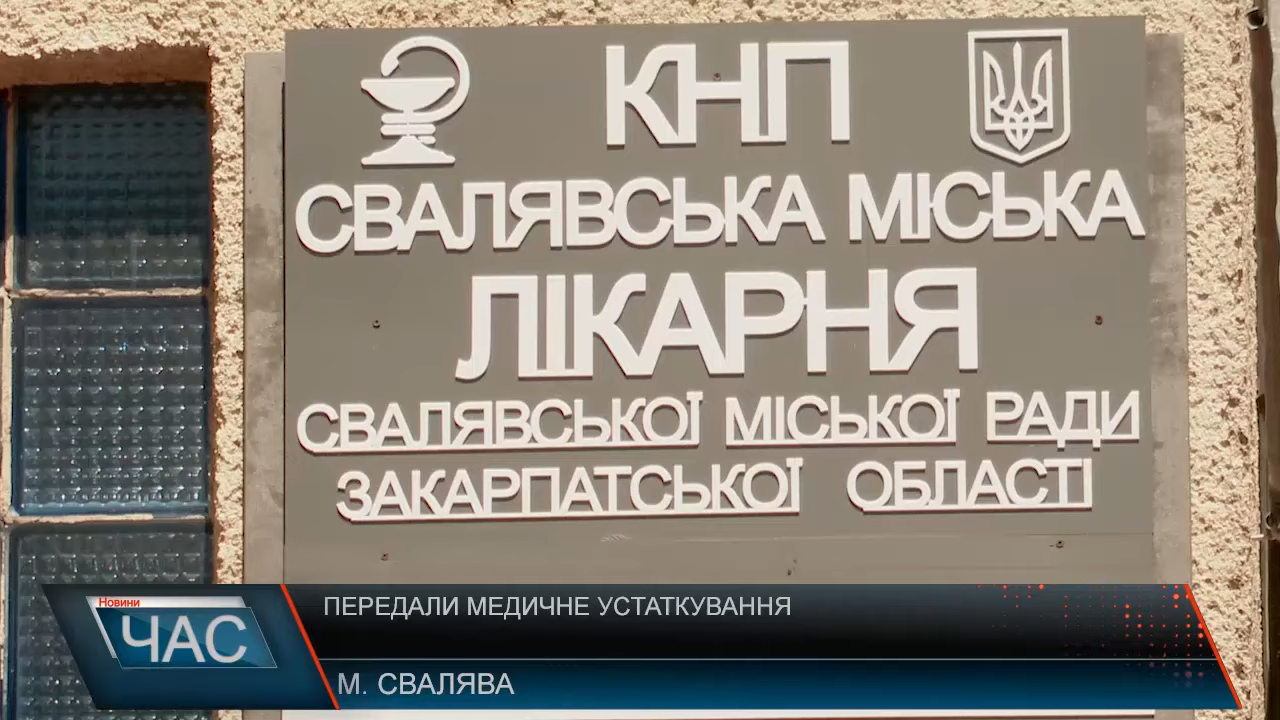 КНП
СВАЛЯВСЬКА МІСЬКА
ЛІКАРНЯ
СВАЛЯВСЬКОЇ МІСЬКОЇ РАДИ
ЗАКАРПАТСЬКОЇ ОБЛАСТІ
Новини
ЧАС
ПЕРЕДАЛИ МЕДИЧНЕ УСТАТКУВАННЯ
М. СВАЛЯВА